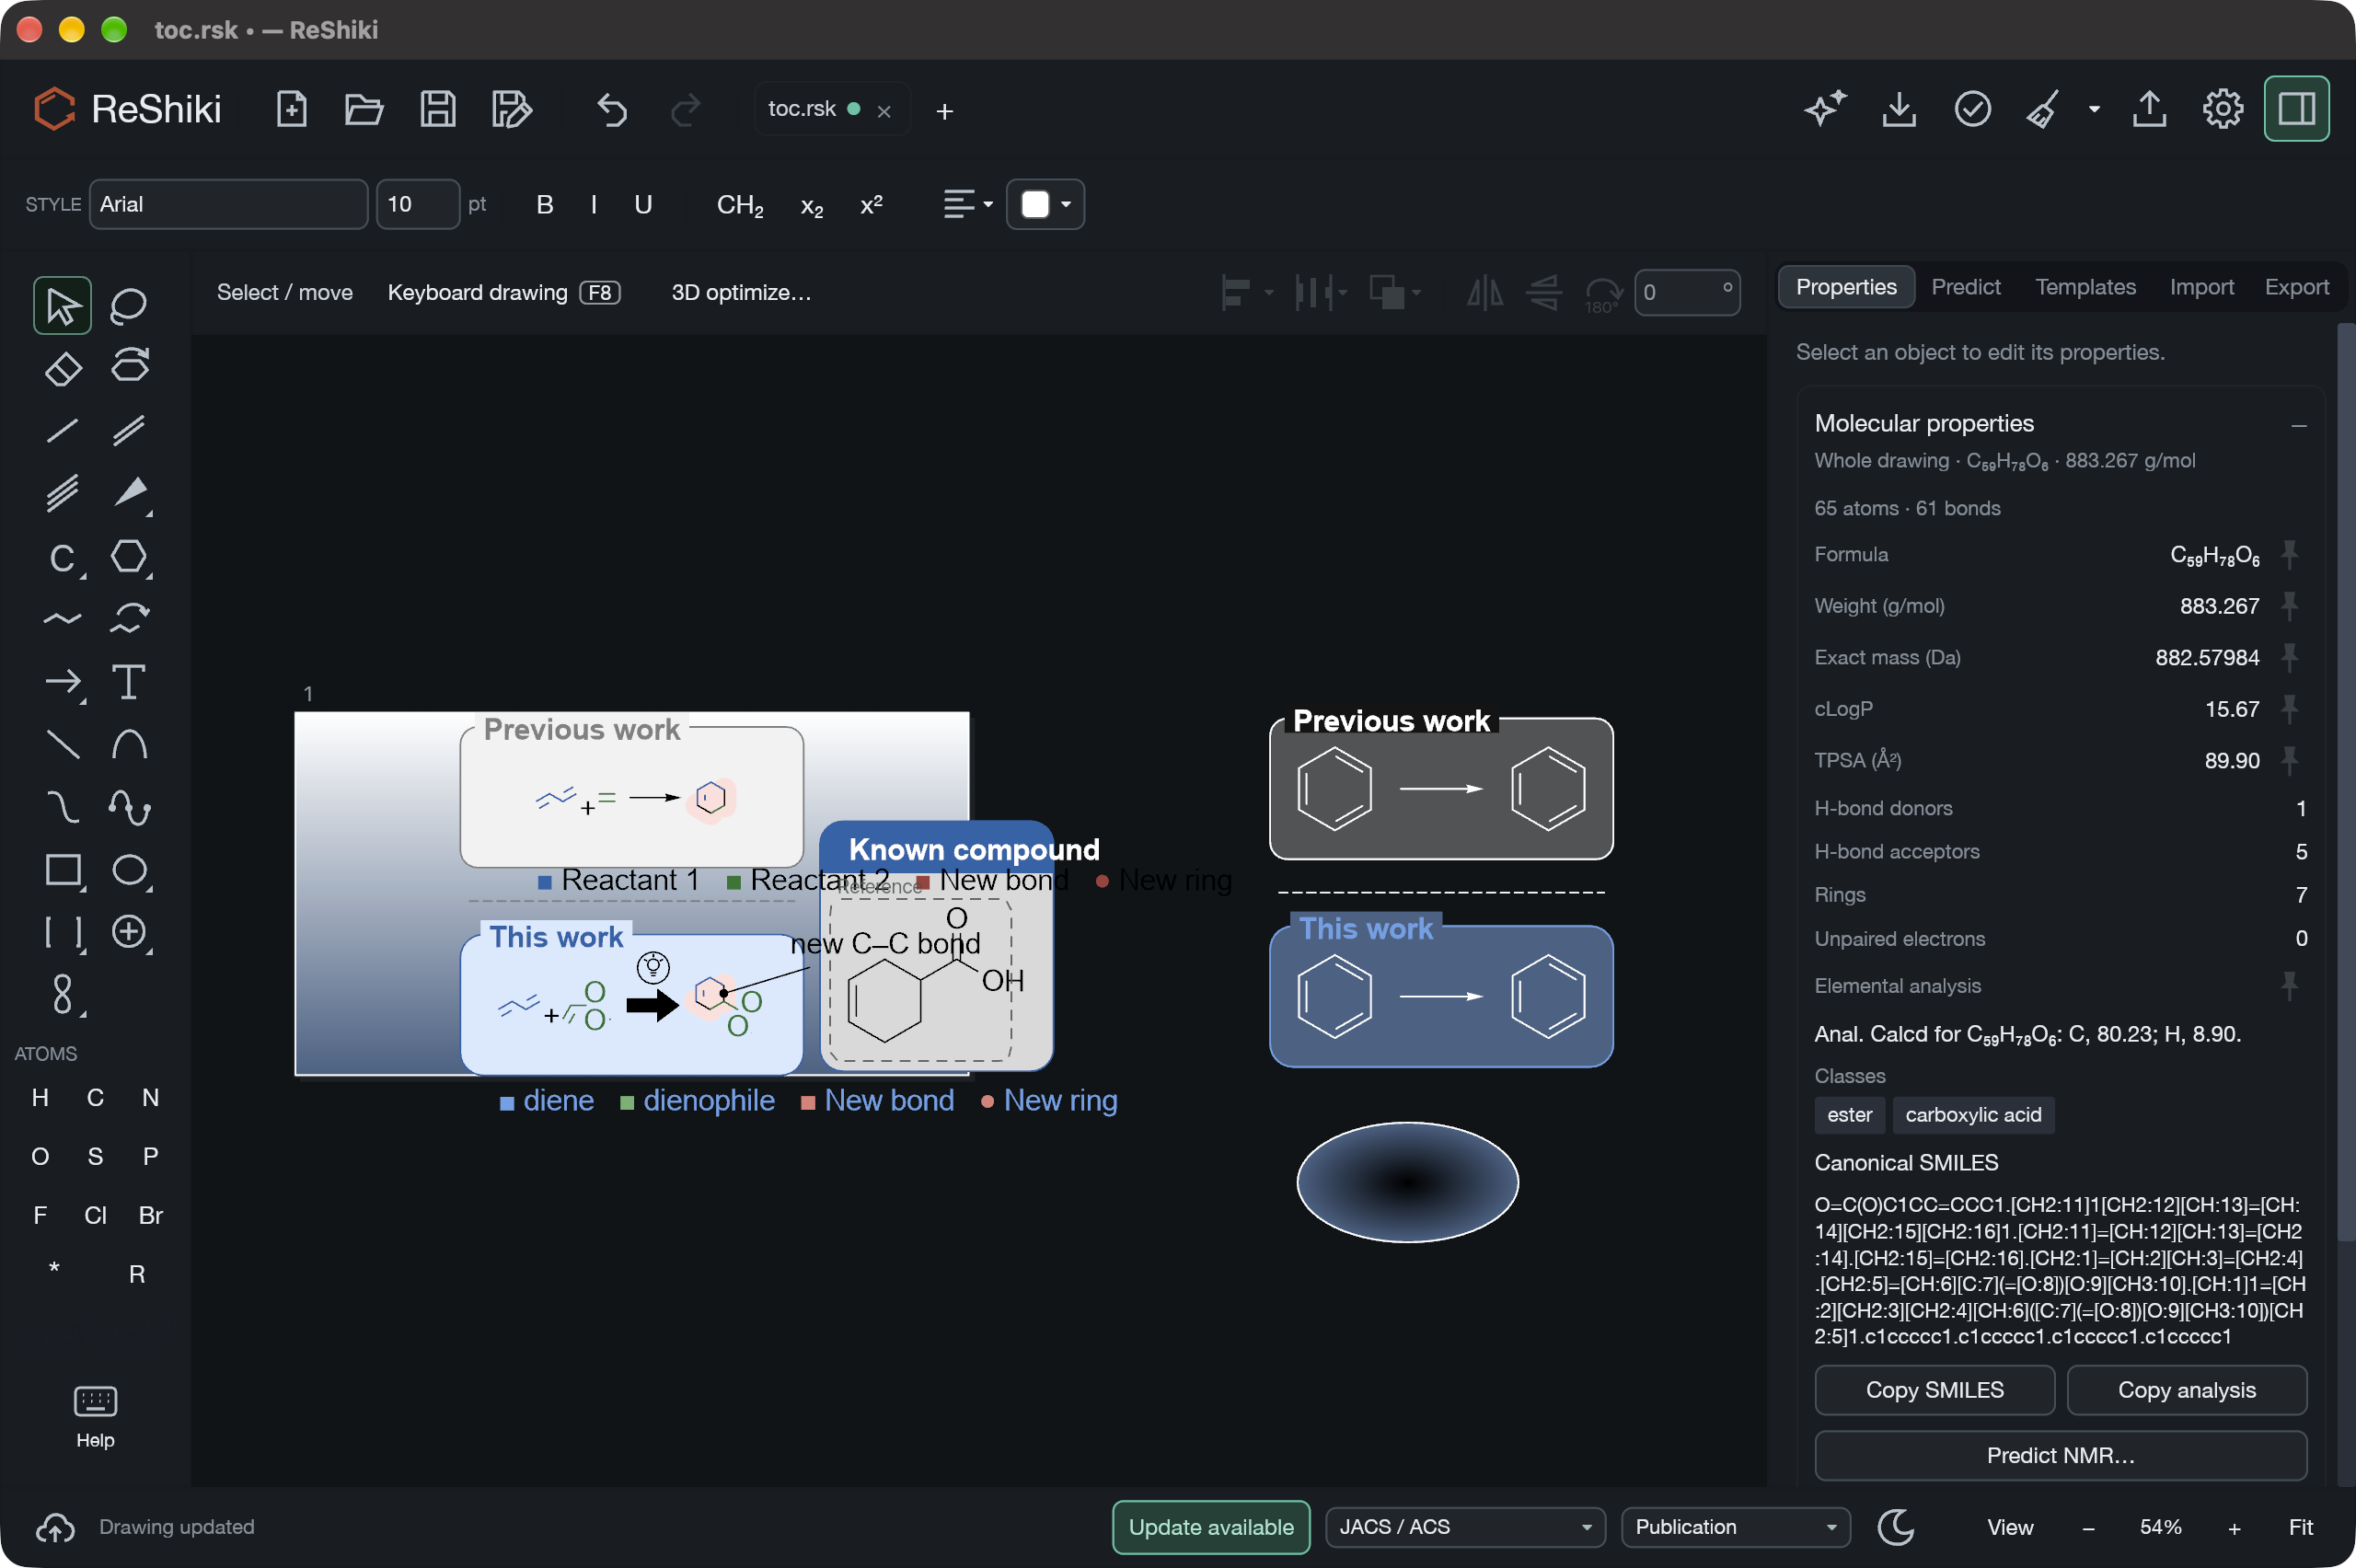 toc.rsk • — ReShiki
ReShiki
toc.rsk
STYLE Arial 10 pt B I U CH₂ x₂ x²
Select / move Keyboard drawing F8 3D optimize... 180° 0 °
Properties Predict Templates Import Export
Select an object to edit its properties.
Molecular properties
Whole drawing · C₅₉H₇₈O₆ · 883.267 g/mol
65 atoms · 61 bonds
Formula C₅₉H₇₈O₆
Weight (g/mol) 883.267
Exact mass (Da) 882.57984
cLogP 15.67
TPSA (Å²) 89.90
H-bond donors 1
H-bond acceptors 5
Rings 7
Unpaired electrons 0
Elemental analysis
Anal. Calcd for C₅₉H₇₈O₆: C, 80.23; H, 8.90.
Classes
ester carboxylic acid
Canonical SMILES
O=C(O)C1CC=CCC1.[CH2:11]1[CH2:12][CH:13]=[CH:
14][CH2:15][CH2:16]1.[CH2:11]=[CH:12][CH:13]=[CH2
:14].[CH2:15]=[CH2:16].[CH2:1]=[CH:2][CH:3]=[CH2:4]
.[CH2:5]=[CH:6][C:7](=[O:8])[O:9][CH3:10].[CH:1]1=[CH
:2][CH2:3][CH2:4][CH:6]([C:7](=[O:8])[O:9][CH3:10])[CH
2:5]1.c1ccccc1.c1ccccc1.c1ccccc1.c1ccccc1
Copy SMILES Copy analysis
Predict NMR...
C
T
ATOMS
H C N
O S P
F Cl Br
* R
Help
1
Previous work
+
Known compound
Reactant 1 Reactant 2 New bond New ring
Reference
This work
new C–C bond
O
OH
+
O
O
O
O
diene dienophile New bond New ring
Previous work
This work
Drawing updated
Update available JACS / ACS Publication View − 54% + Fit